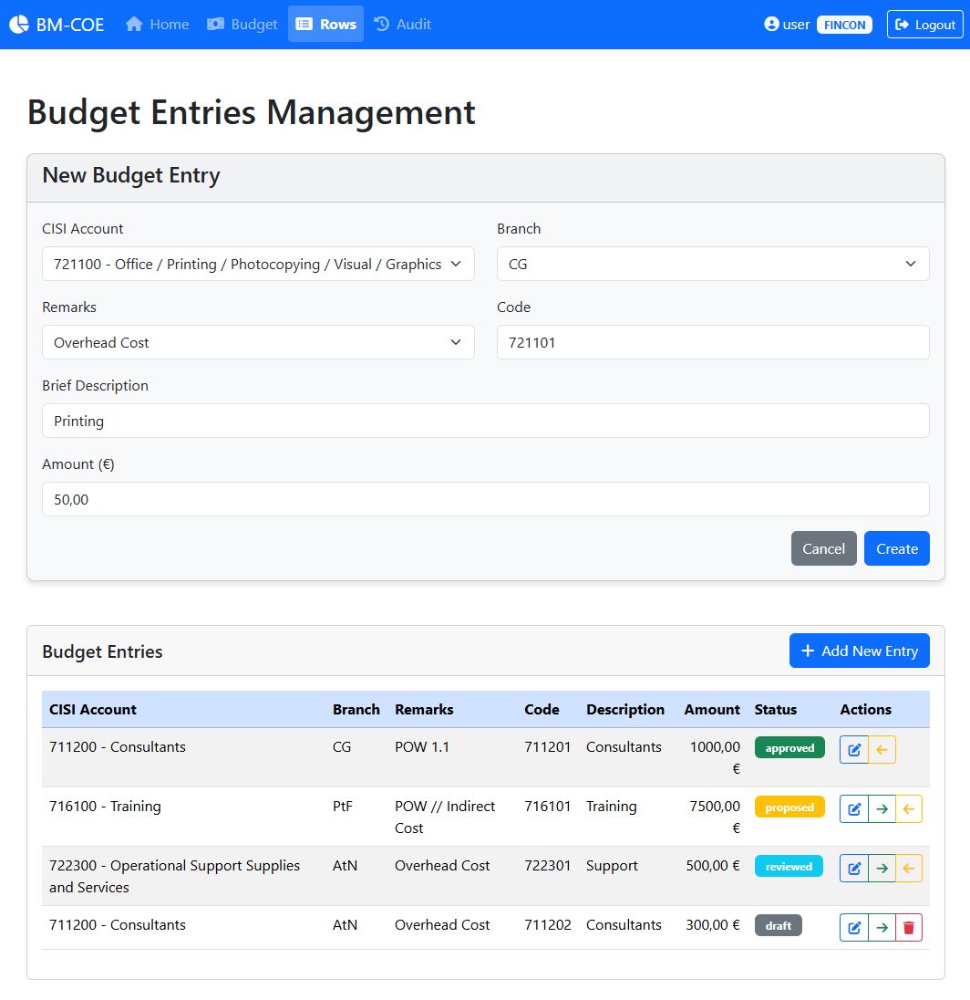 BM-COE Home Budget Rows Audit user FINCON Logout
Budget Entries Management
New Budget Entry
CISI Account Branch
721100 - Office / Printing / Photocopying / Visual / Graphics CG
Remarks Code
Overhead Cost 721101
Brief Description
Printing
Amount (€)
50,00
Cancel Create
Budget Entries Add New Entry
CISI Account Branch Remarks Code Description Amount Status Actions
711200 - Consultants CG POW 1.1 711201 Consultants 1000,00 approved
€
716100 - Training PtF POW // Indirect 716101 Training 7500,00 proposed
Cost €
722300 - Operational Support Supplies AtN Overhead Cost 722301 Support 500,00 € reviewed
and Services
711200 - Consultants AtN Overhead Cost 711202 Consultants 300,00 € draft